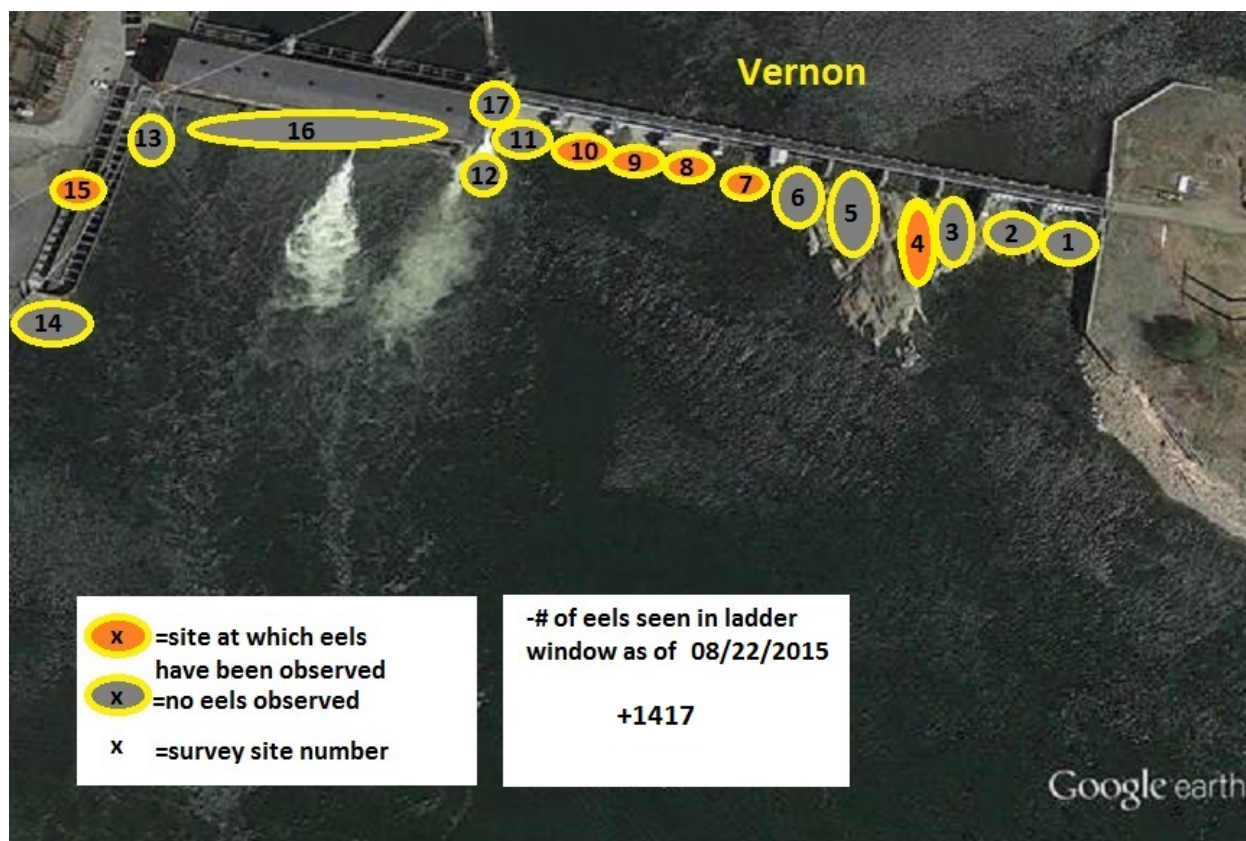 Vernon
17
16
13
11
10
9
8
12
15
7
6
5
4
3
2
1
14
x =site at which eels
have been observed
x =no eels observed
x =survey site number
-# of eels seen in ladder
window as of 08/22/2015
+1417
Google earth